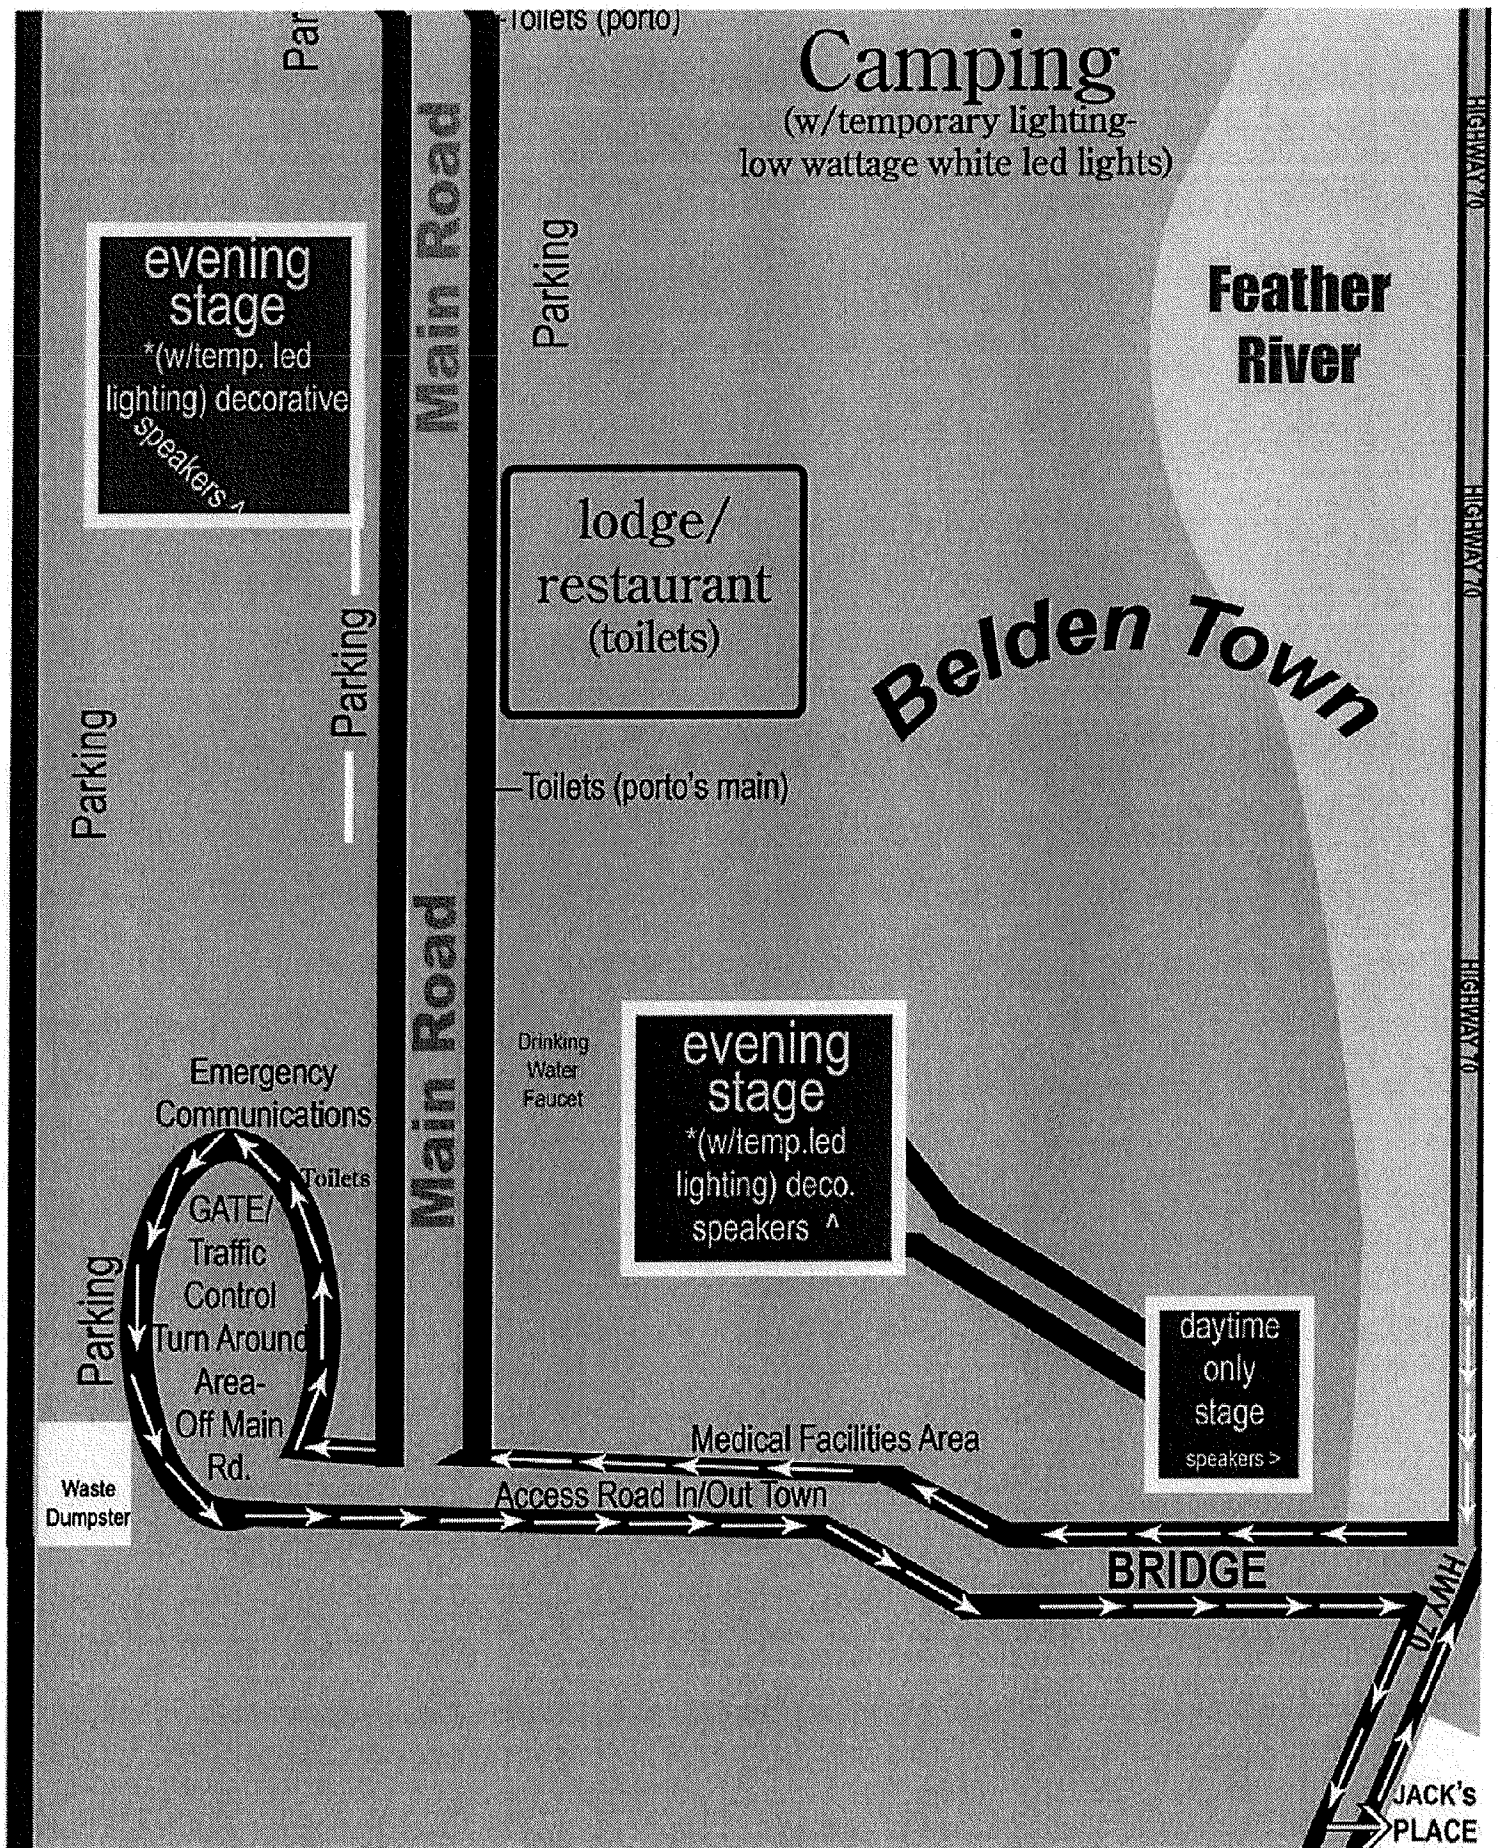 Par
Toilets (porto)
Camping
(w/temporary lighting-
low wattage white led lights)
HIGHWAY 70
Main Road
Parking
evening
stage
*(w/temp. led
lighting) decorative
speakers ^
Feather
River
lodge/
restaurant
(toilets)
HIGHWAY 70
Belden Town
Parking
Parking
Toilets (porto's main)
Main Road
HIGHWAY 70
Drinking
Water
Faucet
evening
stage
*(w/temp.led
lighting) deco.
speakers ^
Emergency
Communications
Toilets
GATE/
Traffic
Control
Turn Around
Area-
Off Main
Rd.
Parking
daytime
only
stage
speakers >
Medical Facilities Area
Waste
Dumpster
Access Road In/Out Town
BRIDGE
HWY 70
JACK's
PLACE